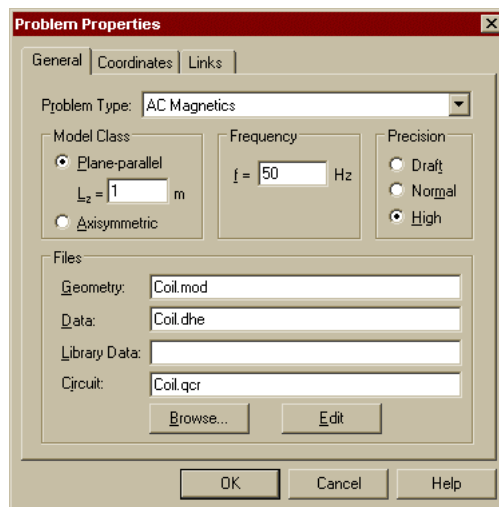 Problem Properties
General Coordinates Links
Problem Type: AC Magnetics
Model Class Frequency Precision
Plane-parallel f = 50 Hz Draft
Lz = 1 m Normal
Axisymmetric High
Files
Geometry: Coil.mod
Data: Coil.dhe
Library Data:
Circuit: Coil.qcr
Browse... Edit
OK Cancel Help